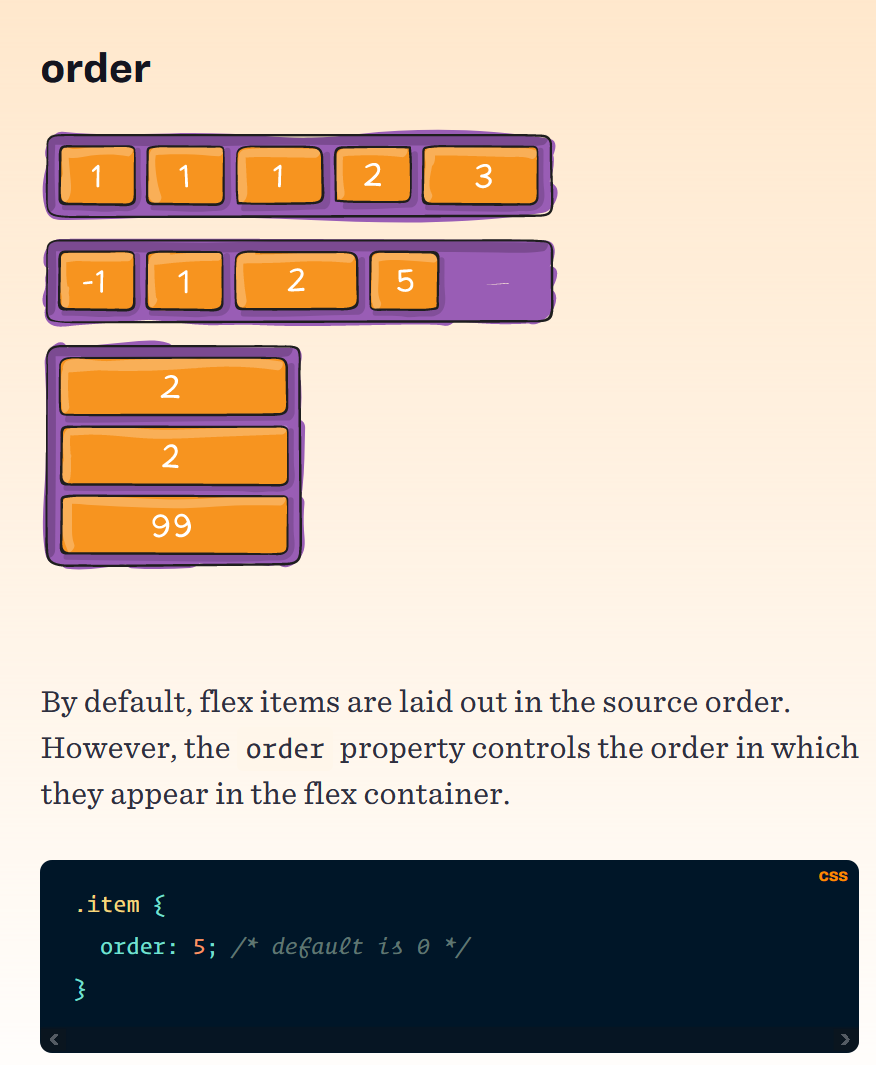 order
1 1 1 2 3
-1 1 2 5
2
2
99
By default, flex items are laid out in the source order.
However, the order property controls the order in which
they appear in the flex container.
css
.item {
order: 5; /* default is 0 */
}